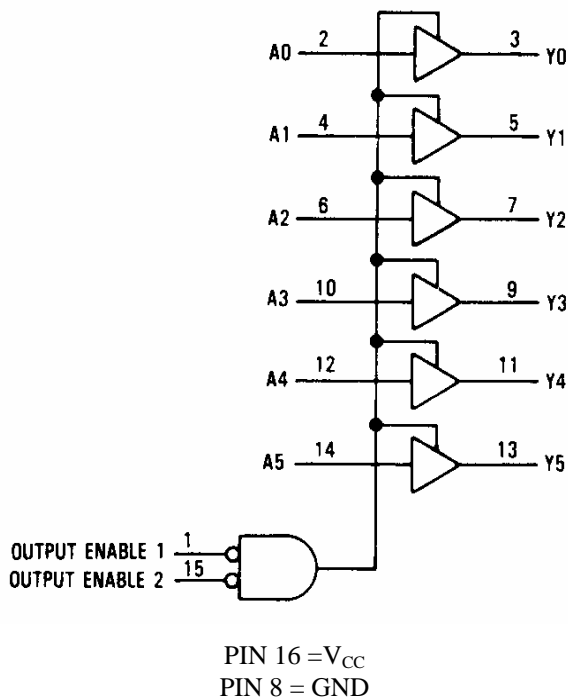 A0 2 3 Y0
A1 4 5 Y1
A2 6 7 Y2
A3 10 9 Y3
A4 12 11 Y4
A5 14 13 Y5
OUTPUT ENABLE 1 1
OUTPUT ENABLE 2 15
PIN 16 =VCC
PIN 8 = GND